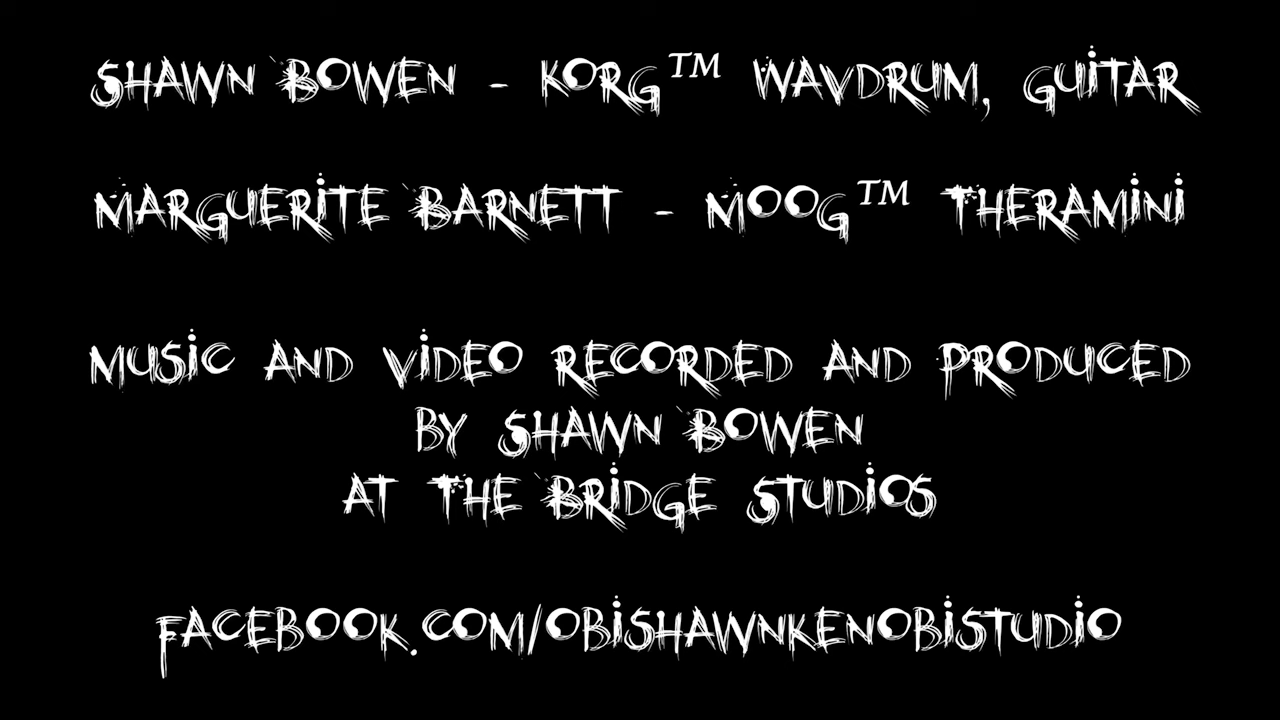 Shawn Bowen - Korg™ Wavdrum, Guitar
Marguerite Barnett - Moog™ Theramini
Music and Video Recorded and Produced
by Shawn Bowen
at The Bridge Studios
facebook.com/obishawnkenobistudio